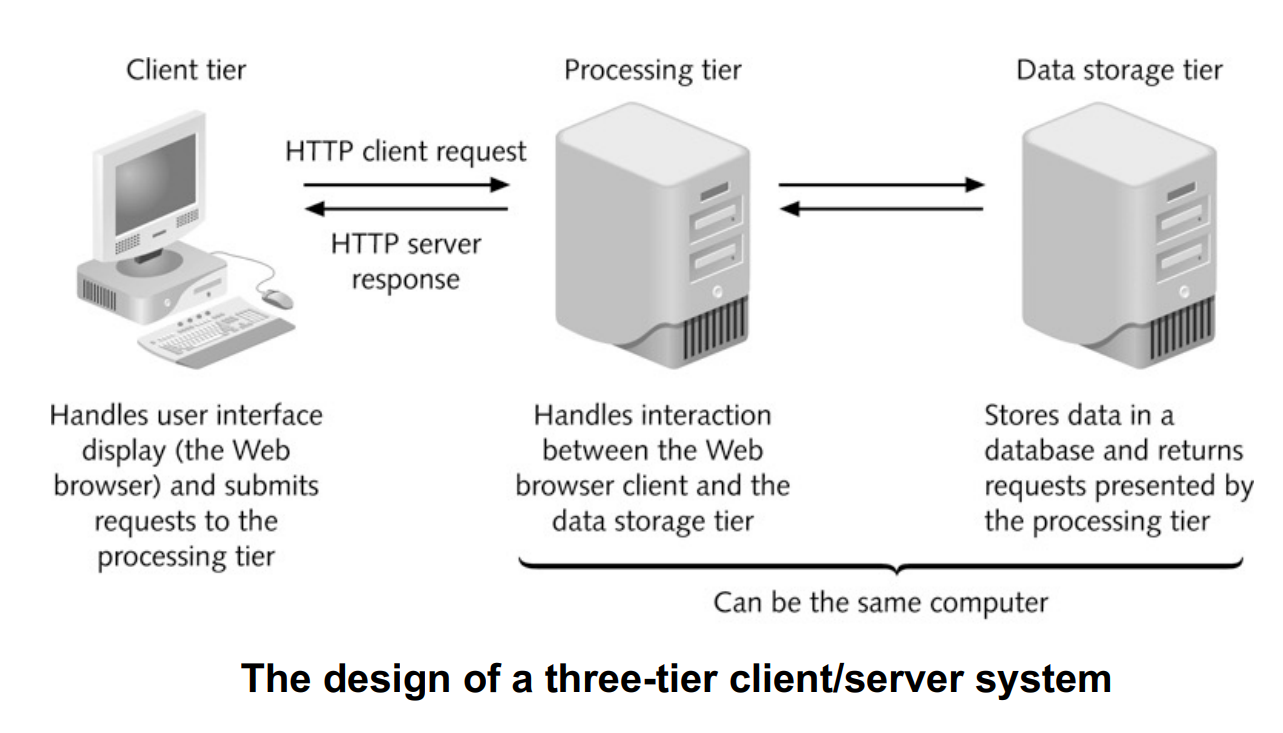 Client tier
Processing tier
Data storage tier
HTTP client request
HTTP server
response
Handles user interface
display (the Web
browser) and submits
requests to the
processing tier
Handles interaction
between the Web
browser client and the
data storage tier
Stores data in a
database and returns
requests presented by
the processing tier
Can be the same computer
The design of a three-tier client/server system